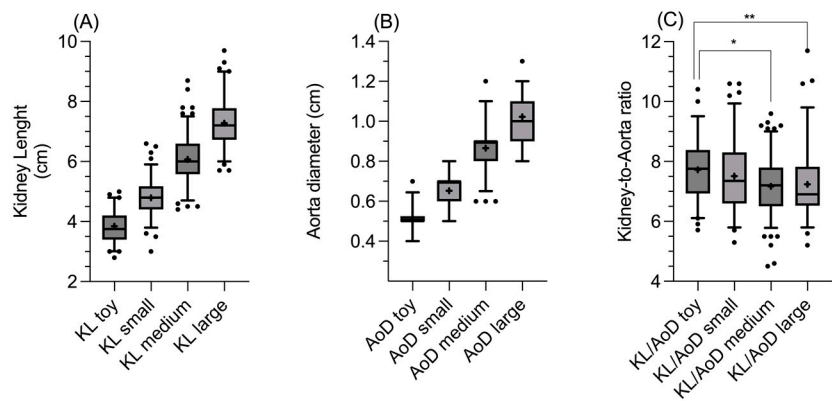 (A)
Kidney Lenght
(cm)
10
8
6
4
2
KL toy
KL small
KL medium
KL large
(B)
Aorta diameter (cm)
1.4
1.2
1.0
0.8
0.6
0.4
AoD toy
AoD small
AoD medium
AoD large
(C)
**
*
Kidney-to-Aorta ratio
12
10
8
6
4
KL/AoD toy
KL/AoD small
KL/AoD medium
KL/AoD large